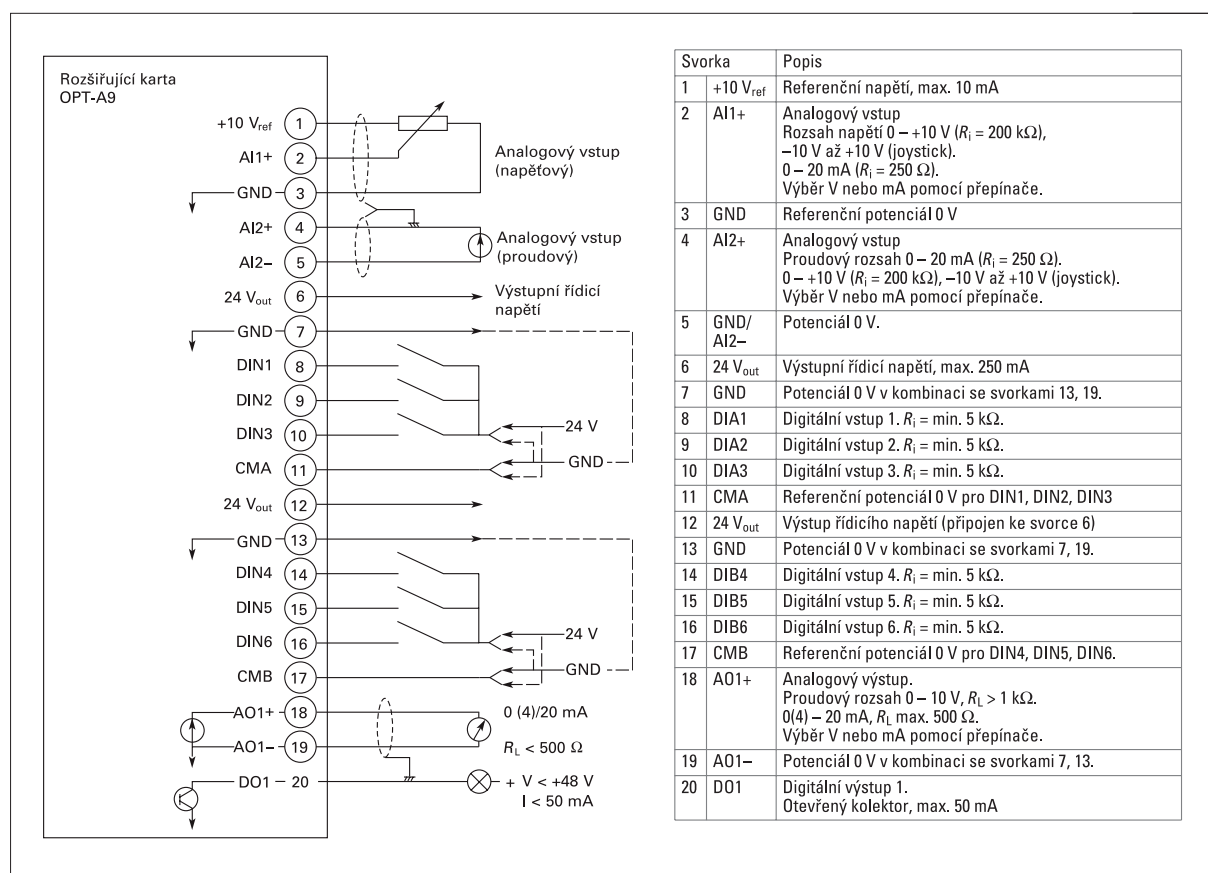 Rozšiřující karta
OPT-A9
+10 Vref 1
AI1+ 2
GND 3
AI2+ 4
AI2– 5
24 Vout 6
GND 7
DIN1 8
DIN2 9
DIN3 10
CMA 11
24 Vout 12
GND 13
DIN4 14
DIN5 15
DIN6 16
CMB 17
AO1+ 18
AO1– 19
DO1 20
Analogový vstup
(napěťový)
Analogový vstup
(proudový)
Výstupní řídicí
napětí
24 V
GND
24 V
GND
0 (4)/20 mA
RL < 500 Ω
+ V < +48 V
I < 50 mA
Svorka Popis
1 +10 Vref Referenční napětí, max. 10 mA
2 AI1+ Analogový vstup
Rozsah napětí 0 – +10 V (Ri = 200 kΩ),
–10 V až +10 V (joystick).
0 – 20 mA (Ri = 250 Ω).
Výběr V nebo mA pomocí přepínače.
3 GND Referenční potenciál 0 V
4 AI2+ Analogový vstup
Proudový rozsah 0 – 20 mA (Ri = 250 Ω).
0 – +10 V (Ri = 200 kΩ), –10 V až +10 V (joystick).
Výběr V nebo mA pomocí přepínače.
5 GND/ Potenciál 0 V.
AI2–
6 24 Vout Výstupní řídicí napětí, max. 250 mA
7 GND Potenciál 0 V v kombinaci se svorkami 13, 19.
8 DIA1 Digitální vstup 1. Ri = min. 5 kΩ.
9 DIA2 Digitální vstup 2. Ri = min. 5 kΩ.
10 DIA3 Digitální vstup 3. Ri = min. 5 kΩ.
11 CMA Referenční potenciál 0 V pro DIN1, DIN2, DIN3
12 24 Vout Výstup řídicího napětí (připojen ke svorce 6)
13 GND Potenciál 0 V v kombinaci se svorkami 7, 19.
14 DIB4 Digitální vstup 4. Ri = min. 5 kΩ.
15 DIB5 Digitální vstup 5. Ri = min. 5 kΩ.
16 DIB6 Digitální vstup 6. Ri = min. 5 kΩ.
17 CMB Referenční potenciál 0 V pro DIN4, DIN5, DIN6.
18 AO1+ Analogový výstup.
Proudový rozsah 0 – 10 V, RL > 1 kΩ.
0(4) – 20 mA, RL max. 500 Ω.
Výběr V nebo mA pomocí přepínače.
19 AO1– Potenciál 0 V v kombinaci se svorkami 7, 13.
20 DO1 Digitální výstup 1.
Otevřený kolektor, max. 50 mA